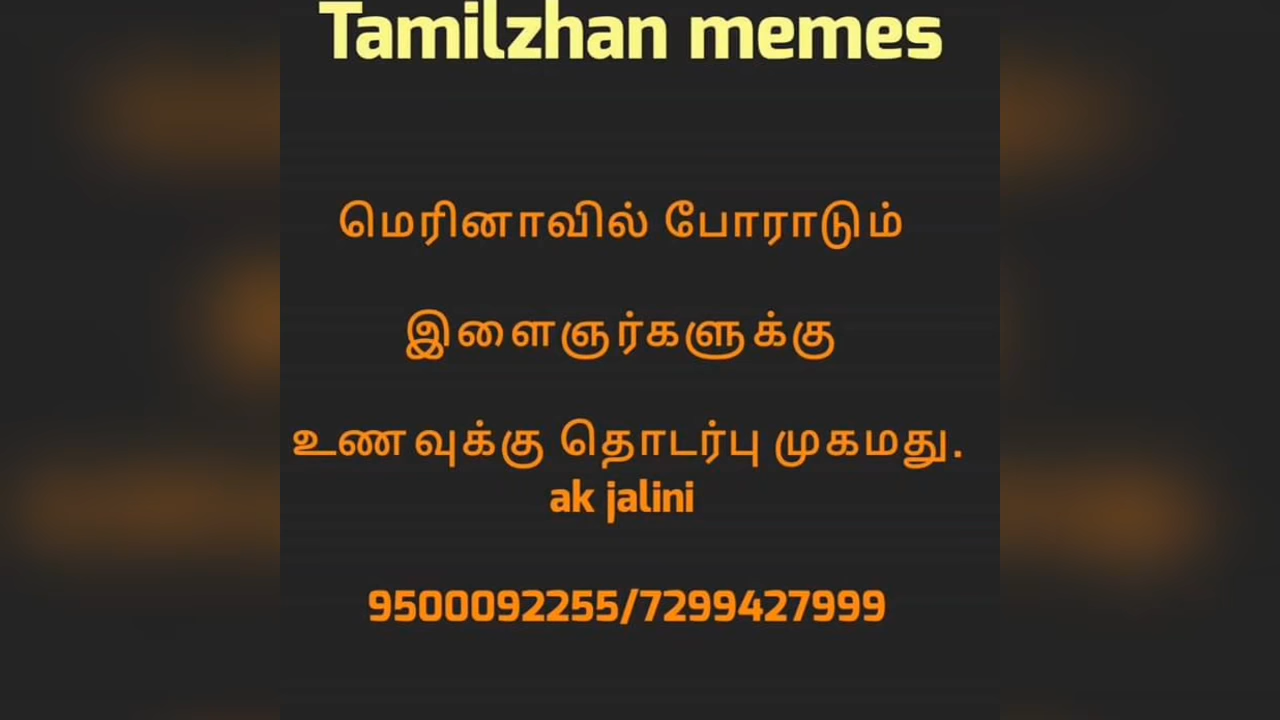 Tamilzhan memes
மெரினாவில் போராடும்
இளைஞர்களுக்கு
உணவுக்கு தொடர்பு முகமது.
ak jalini
9500092255/7299427999